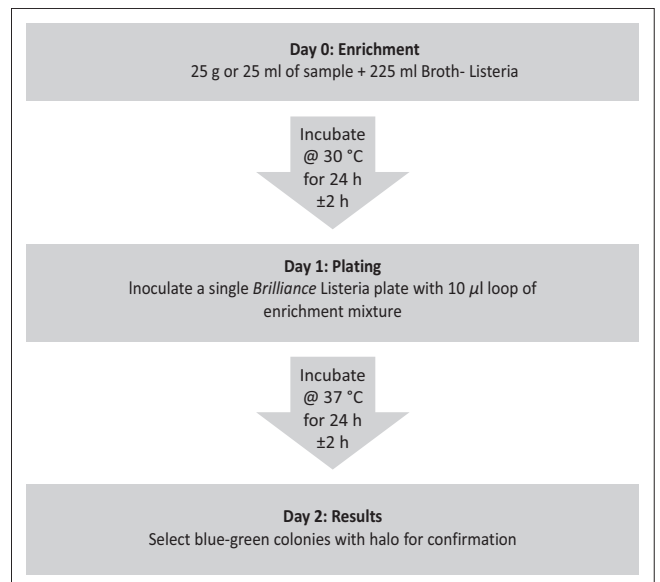 Day 0: Enrichment
25 g or 25 ml of sample + 225 ml Broth- Listeria
Incubate
@ 30 °C
for 24 h
±2 h
Day 1: Plating
Inoculate a single Brilliance Listeria plate with 10 µl loop of
enrichment mixture
Incubate
@ 37 °C
for 24 h
±2 h
Day 2: Results
Select blue-green colonies with halo for confirmation